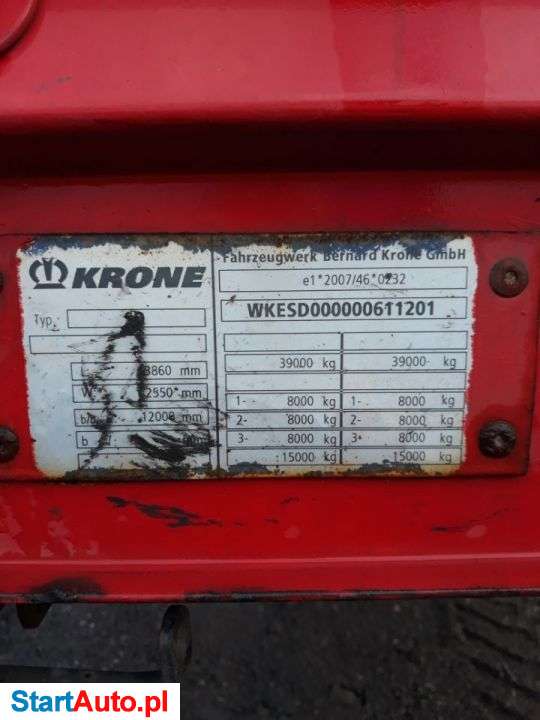 KRONE
Fahrzeugwerk Bernard Krone GmbH
e1*2007/46*0232
WKESD000000611201
Typ
39000 kg 39000 kg
mm
1- 8000 kg 1- 8000 kg
mm
2- 8000 kg 2- 8000 kg
12000 mm
3- 8000 kg 3+ 8000 kg
b
15000 kg 15000 kg
StartAuto.pl